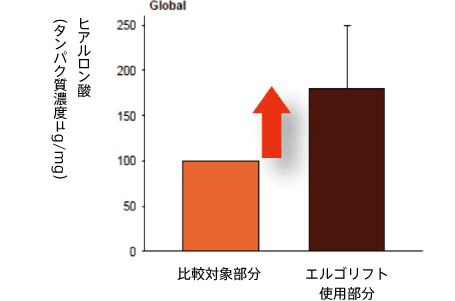 Global
ヒアルロン酸
(タンパク質濃度μg/mg)
250
200
150
100
50
0
比較対象部分
エルゴリフト
使用部分